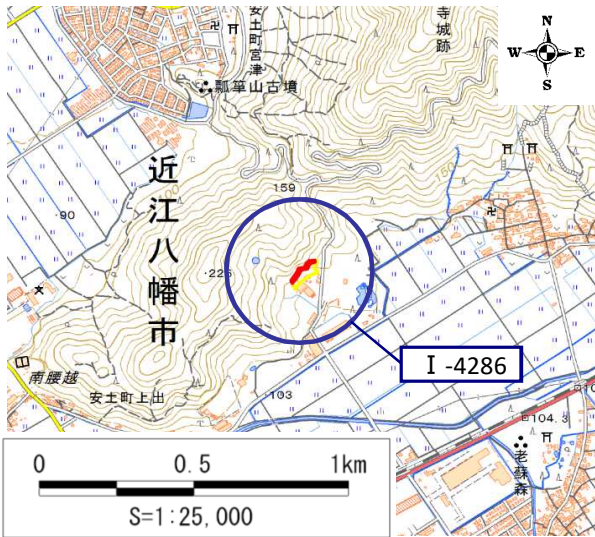 寺城跡
安土町宮津
瓢箪山古墳
N
W E
S
近江八幡市
159
150
90
225
南腰越
安土町上出
103
I -4286
104.3
老蘇森
0 0.5 1km
S=1:25,000